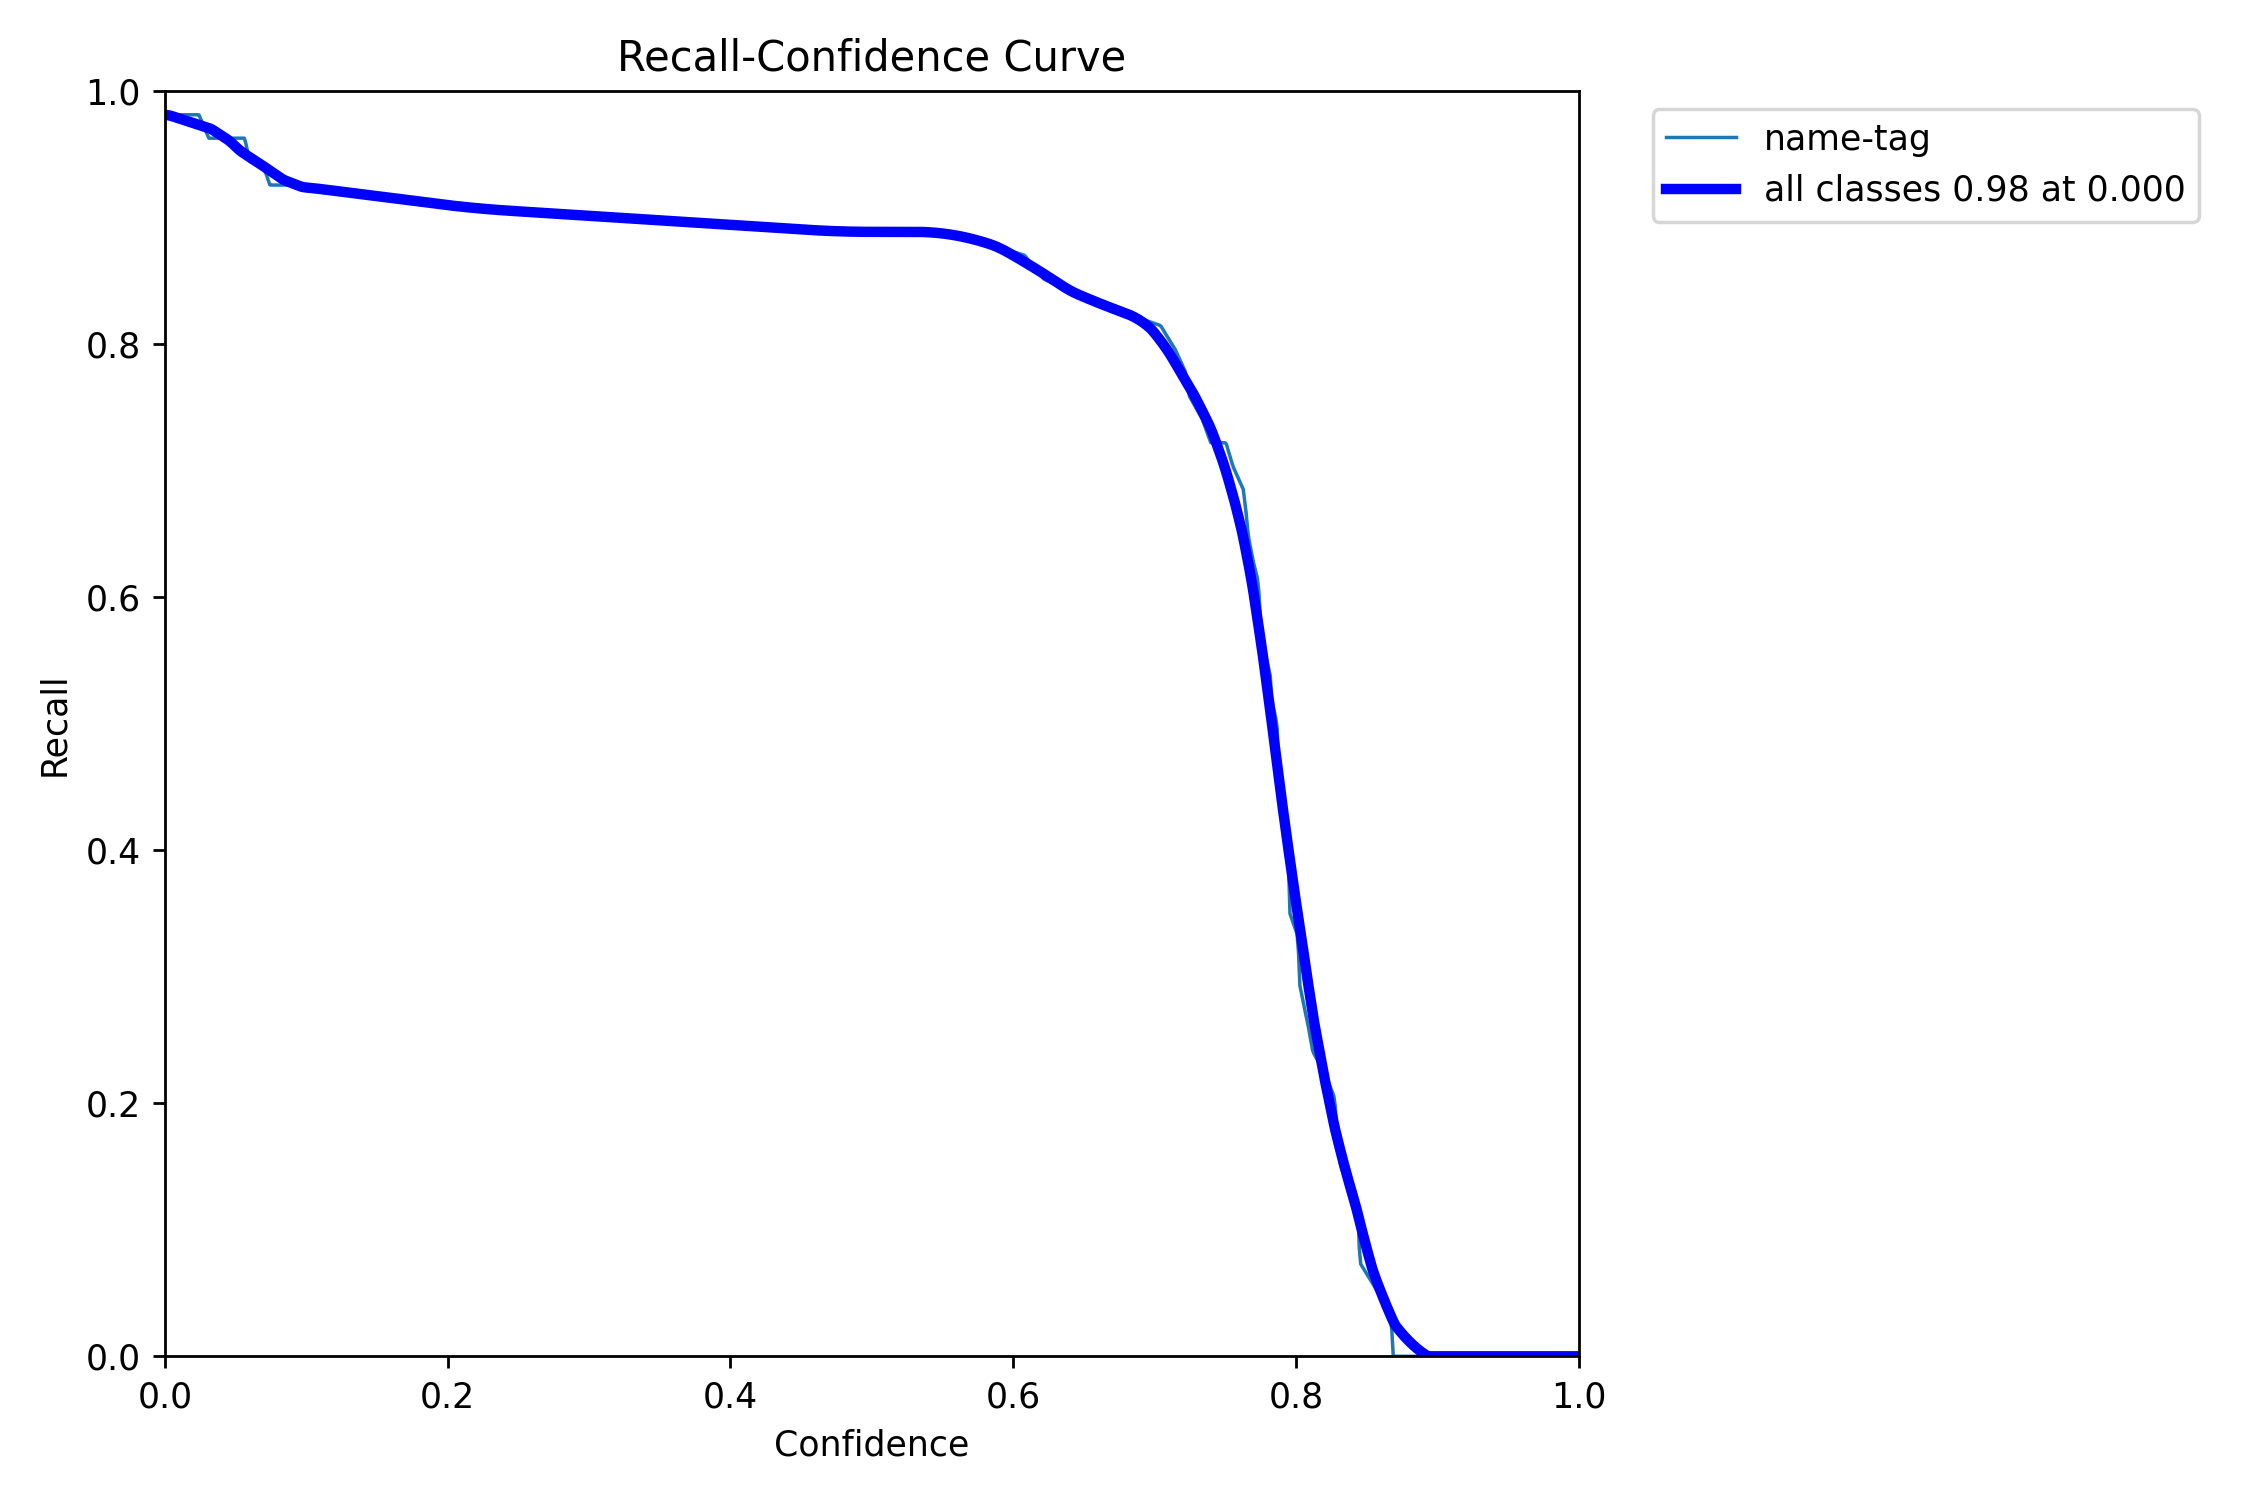 Recall-Confidence Curve
1.0
0.8
0.6
0.4
0.2
0.0
Recall
0.0 0.2 0.4 0.6 0.8 1.0
Confidence
name-tag
all classes 0.98 at 0.000